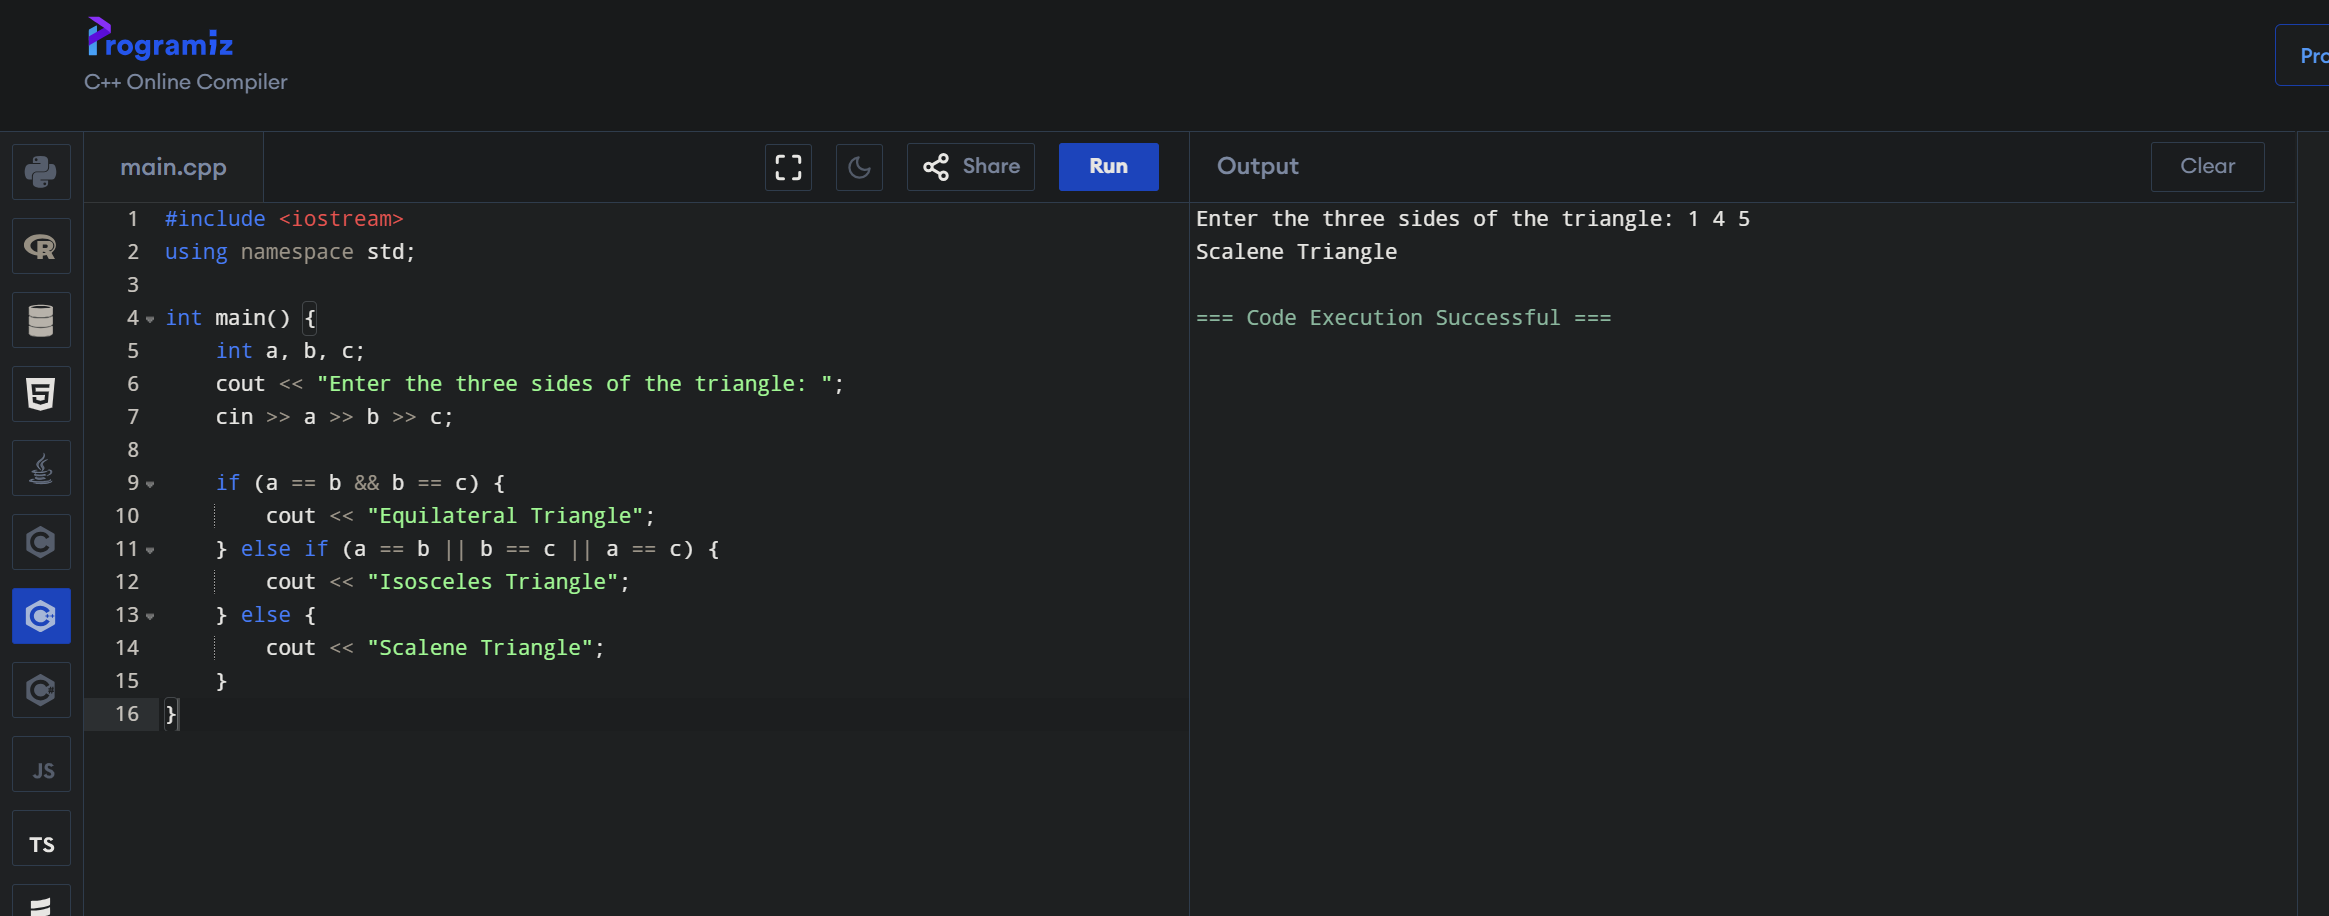 Programiz
C++ Online Compiler
Pro
main.cpp
Share
Run
Output
Clear
1 #include <iostream>
2 using namespace std;
3
4 int main() {
5     int a, b, c;
6     cout << "Enter the three sides of the triangle: ";
7     cin >> a >> b >> c;
8
9     if (a == b && b == c) {
10         cout << "Equilateral Triangle";
11     } else if (a == b || b == c || a == c) {
12         cout << "Isosceles Triangle";
13     } else {
14         cout << "Scalene Triangle";
15     }
16 }
Enter the three sides of the triangle: 1 4 5
Scalene Triangle
=== Code Execution Successful ===
R
5
C
C++
C#
JS
TS